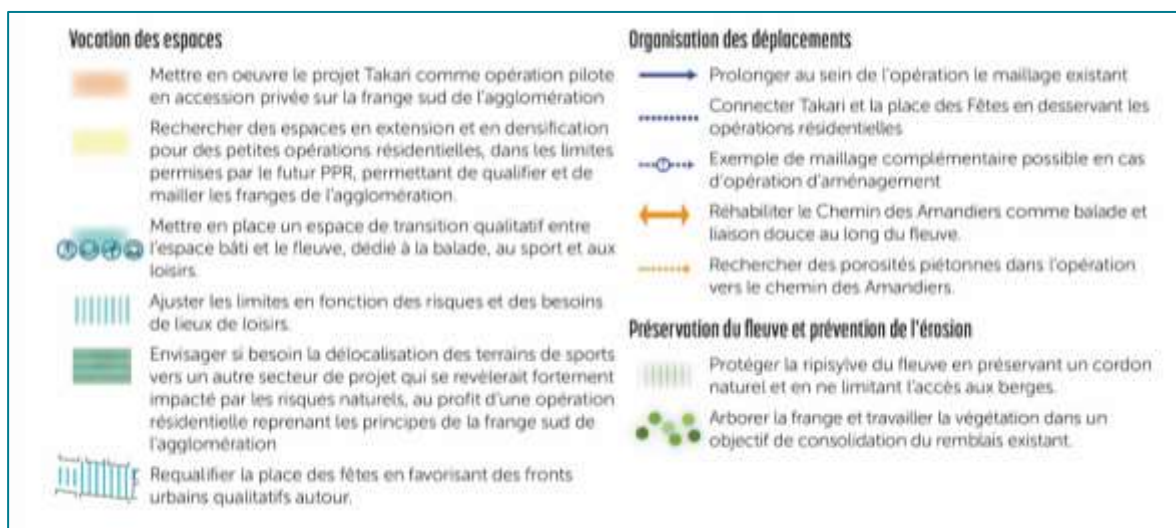 Vocation des espaces
Mettre en oeuvre le projet Takari comme opération pilote
en accession privée sur la frange sud de l'agglomération
Rechercher des espaces en extension et en densification
pour des petites opérations résidentielles, dans les limites
permises par le futur PPR, permettant de qualifier et de
mailler les franges de l'agglomération.
Mettre en place un espace de transition qualitatif entre
l'espace bâti et le fleuve, dédié à la balade, au sport et aux
loisirs.
Ajuster les limites en fonction des risques et des besoins
de lieux de loisirs.
Envisager si besoin la délocalisation des terrains de sports
vers un autre secteur de projet qui se revèlerait fortement
impacté par les risques naturels, au profit d'une opération
résidentielle reprenant les principes de la frange sud de
l'agglomération
Requalifier la place des fêtes en favorisant des fronts
urbains qualitatifs autour.
Organisation des déplacements
Prolonger au sein de l'opération le maillage existant
Connecter Takari et la place des Fêtes en desservant les
opérations résidentielles
Exemple de maillage complémentaire possible en cas
d'opération d'aménagement
Réhabiliter le Chemin des Amandiers comme balade et
liaison douce au long du fleuve.
Rechercher des porosités piétonnes dans l'opération
vers le chemin des Amandiers.
Préservation du fleuve et prévention de l'érosion
Protéger la ripisylve du fleuve en préservant un cordon
naturel et en ne limitant l'accès aux berges.
Arborer la frange et travailler la végétation dans un
objectif de consolidation du remblais existant.